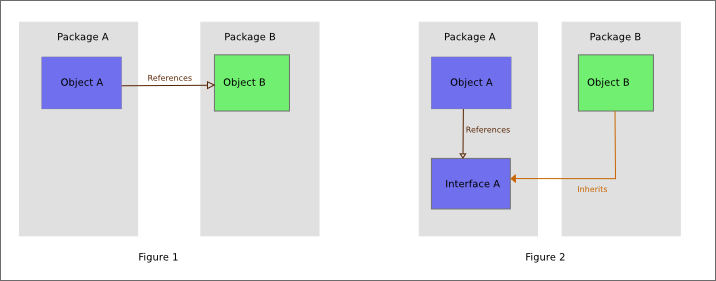 Package A
Object A
References
Package B
Object B
Figure 1
Package A
Object A
References
Interface A
Package B
Object B
Inherits
Figure 2